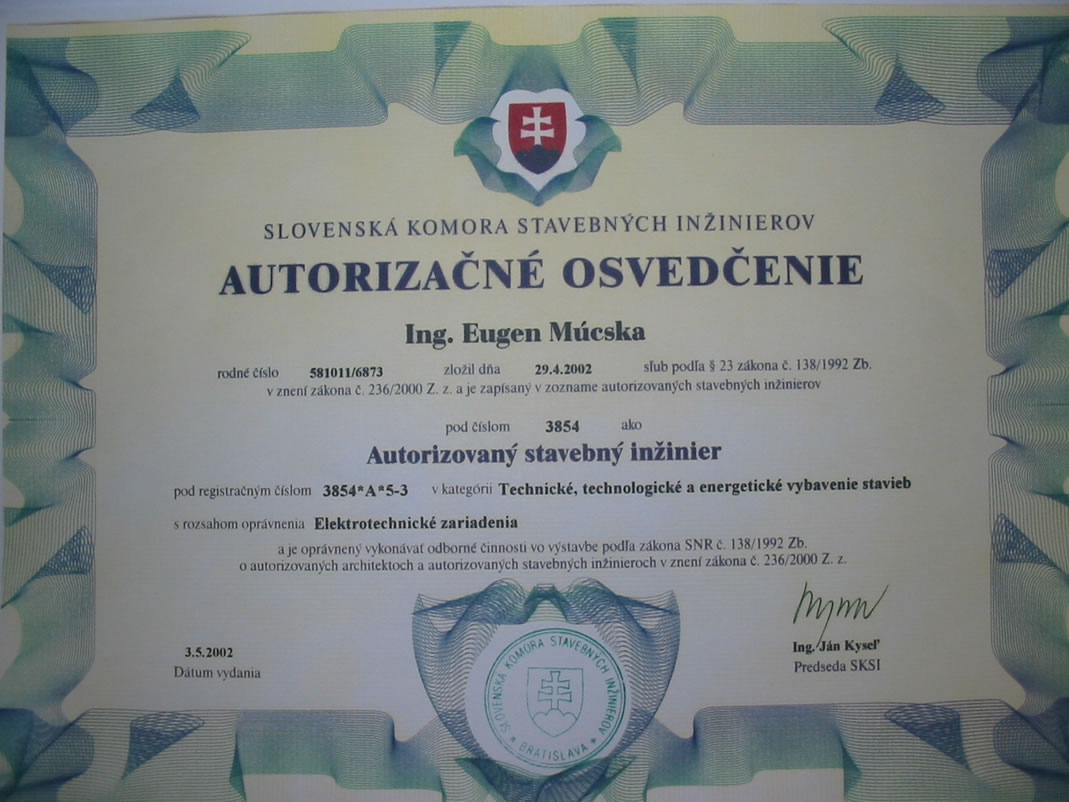 SLOVENSKÁ KOMORA STAVEBNÝCH INŽINIEROV
AUTORIZAČNÉ OSVEDČENIE
Ing. Eugen Múcska
rodné číslo 581011/6873 zložil dňa 29.4.2002 sľub podľa § 23 zákona č. 138/1992 Zb.
v znení zákona č. 236/2000 Z. z. a je zapísaný v zozname autorizovaných stavebných inžinierov
pod číslom 3854 ako
Autorizovaný stavebný inžinier
pod registračným číslom 3854*A*5-3 v kategórii Technické, technologické a energetické vybavenie stavieb
s rozsahom oprávnenia Elektrotechnické zariadenia
a je oprávnený vykonávať odborné činnosti vo výstavbe podľa zákona SNR č. 138/1992 Zb.
o autorizovaných architektoch a autorizovaných stavebných inžinieroch v znení zákona č. 236/2000 Z. z.
3.5.2002
Dátum vydania
Ing. Ján Kyseľ
Predseda SKSI
SLOVENSKÁ KOMORA STAVEBNÝCH INŽINIEROV
* BRATISLAVA *